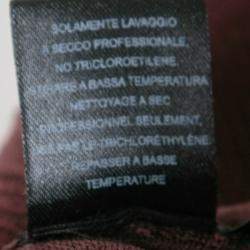 SOLAMENTE LAVAGGIO
A SECCO PROFESSIONALE,
NO TRICLOROETILENE.
STIRARE A BASSA TEMPERATURA
NETTOYAGE A SEC
PROFESSIONNEL SEULEMENT,
PAS LE TRICHLORÉTHYLÈNE.
REPASSER A BASSE
TEMPERATURE